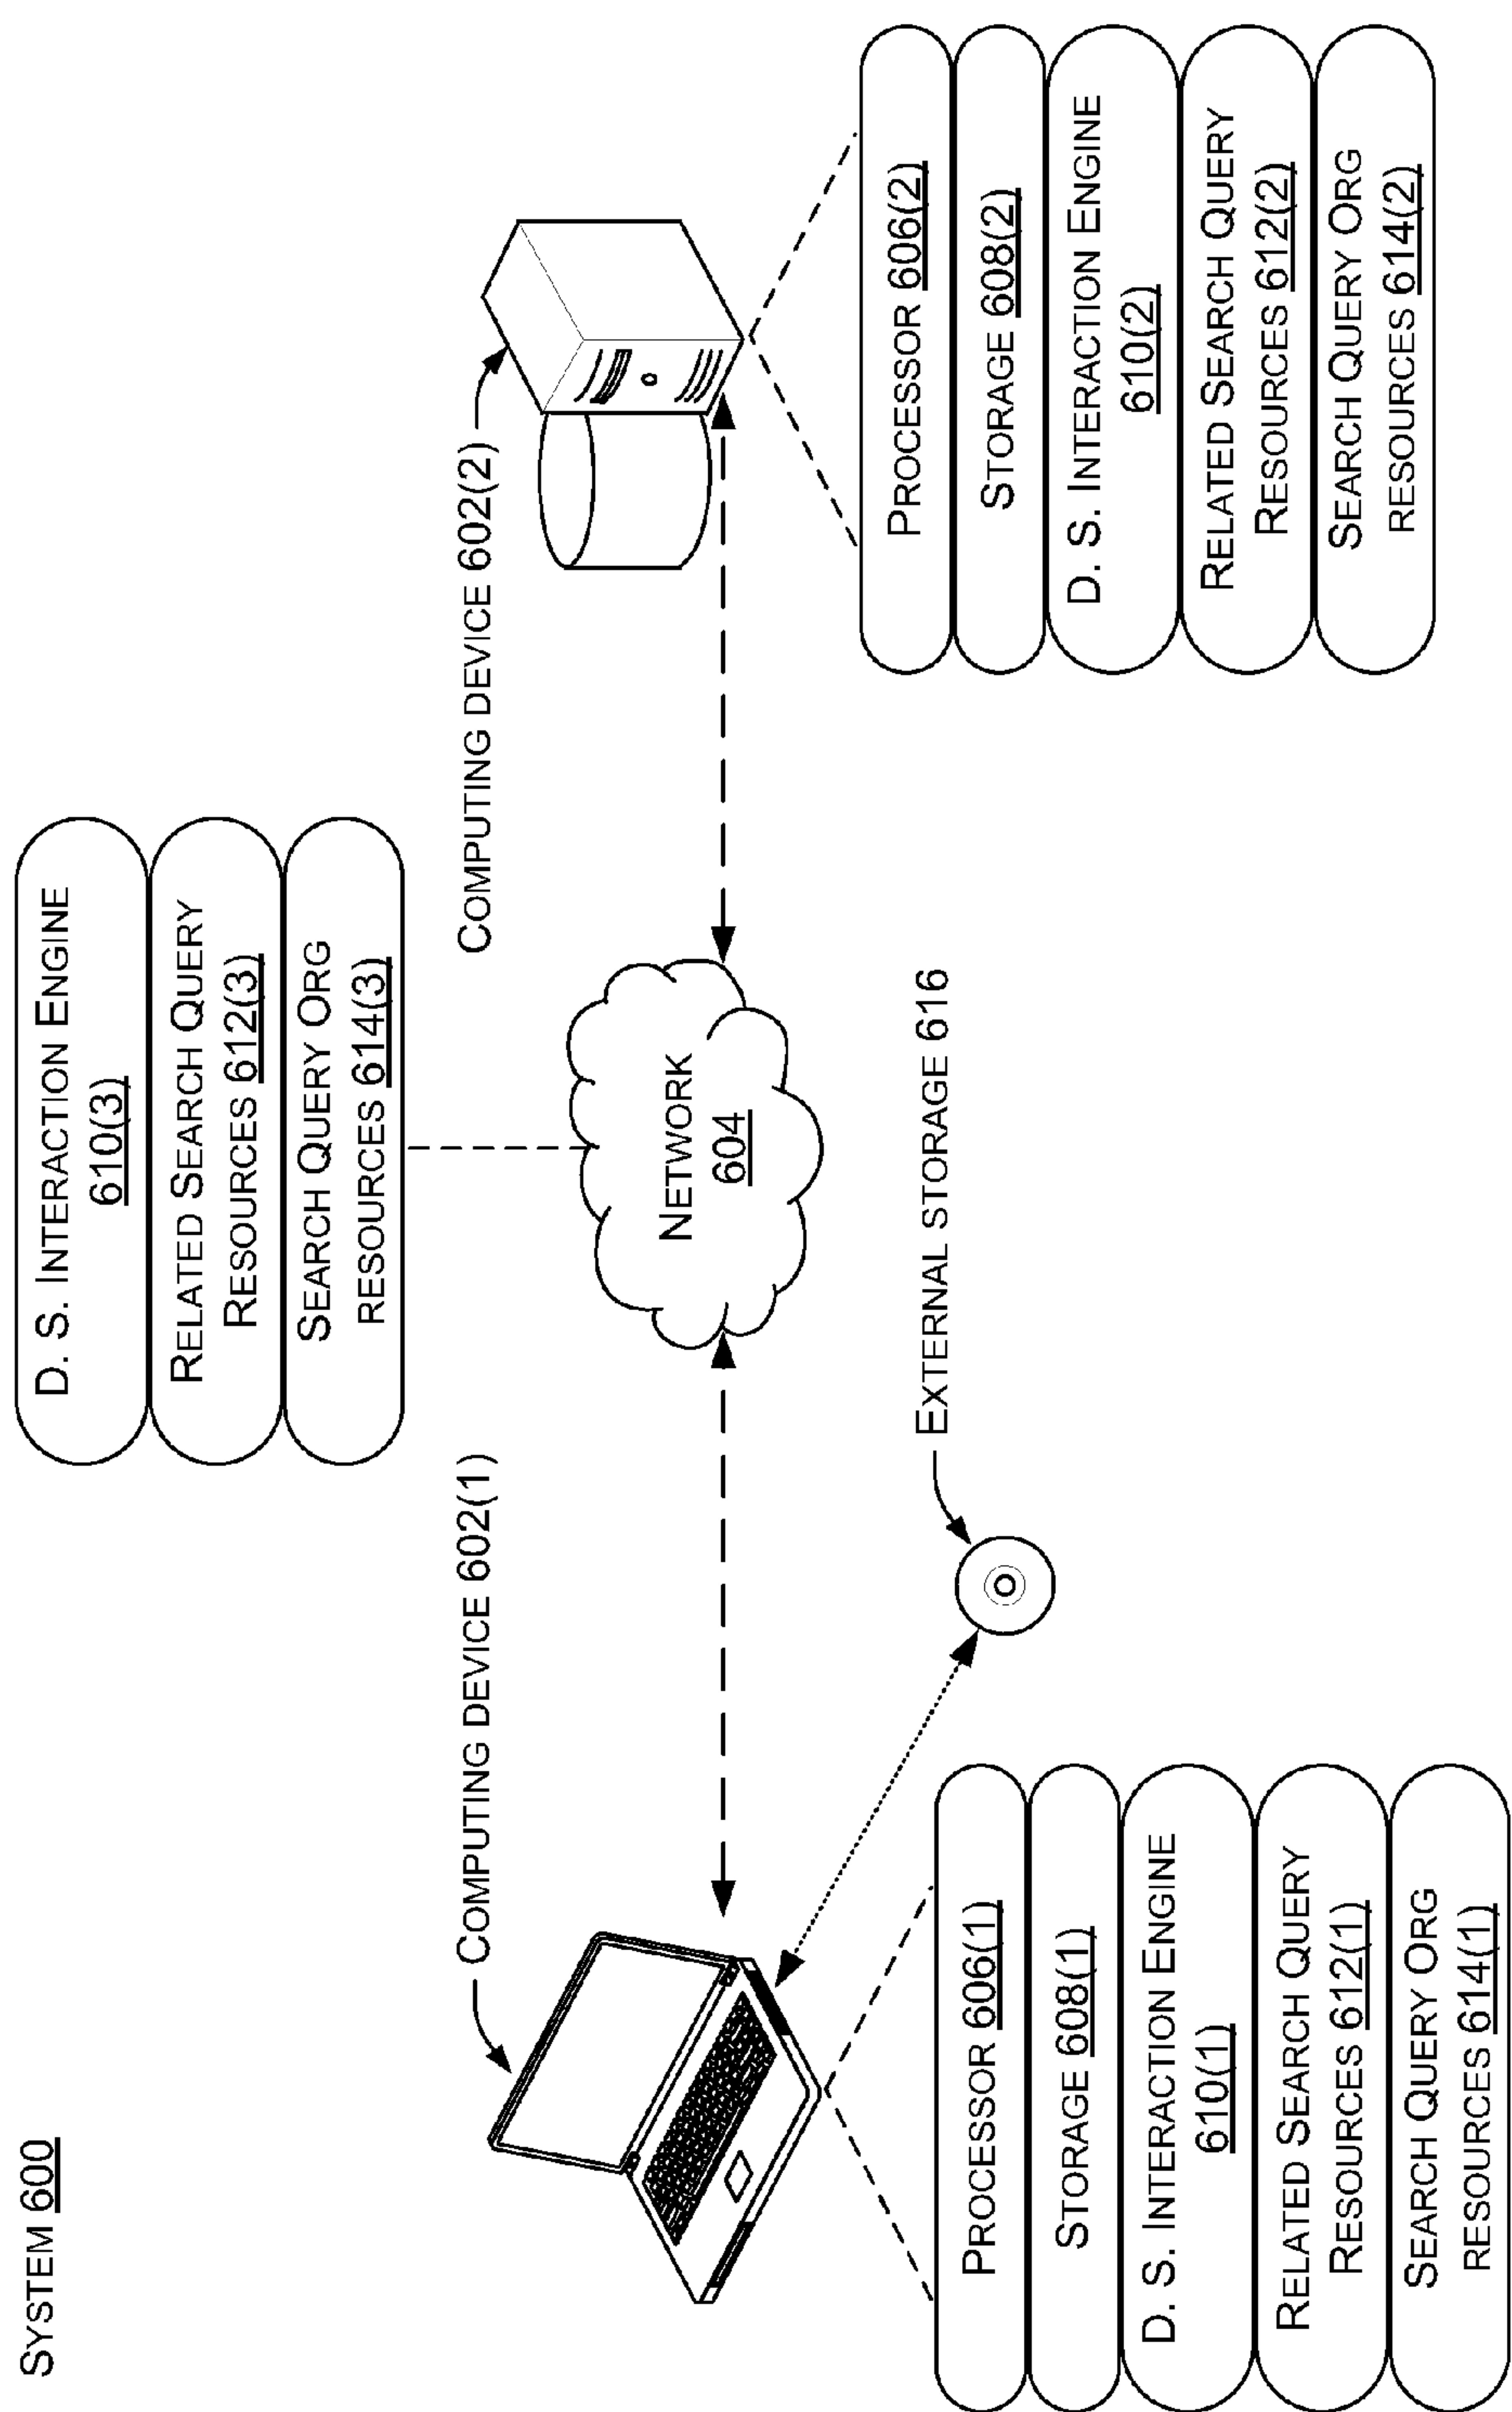 SYSTEM 600
D. S. INTERACTION ENGINE
610(3)
RELATED SEARCH QUERY
RESOURCES 612(3)
SEARCH QUERY ORG
RESOURCES 614(3)
COMPUTING DEVICE 602(1)
COMPUTING DEVICE 602(2)
NETWORK
604
EXTERNAL STORAGE 616
PROCESSOR 606(1)
STORAGE 608(1)
D. S. INTERACTION ENGINE
610(1)
RELATED SEARCH QUERY
RESOURCES 612(1)
SEARCH QUERY ORG
RESOURCES 614(1)
PROCESSOR 606(2)
STORAGE 608(2)
D. S. INTERACTION ENGINE
610(2)
RELATED SEARCH QUERY
RESOURCES 612(2)
SEARCH QUERY ORG
RESOURCES 614(2)